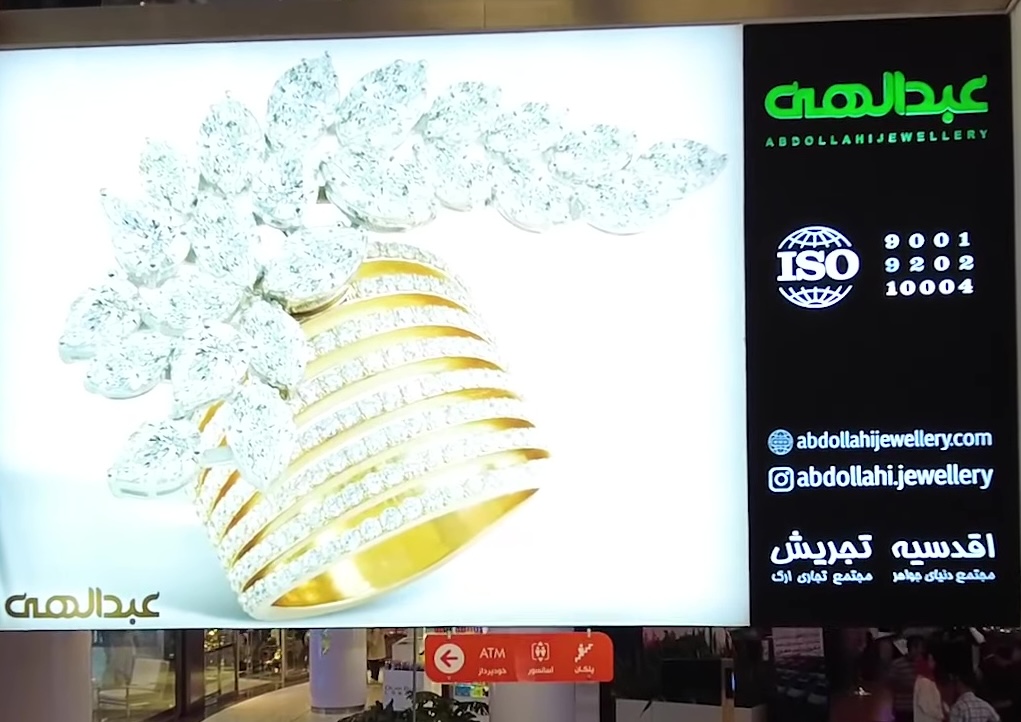 عبدالهی
ABDOLLAHIJEWELLERY
ISO
9001
9202
10004
abdollahijewellery.com
abdollahi.jewellery
اقدسیه
مجتمع دنیای جواهر
تجریش
مجتمع تجاری ارگ
عبدالهی
ATM
خودپرداز
آسانسور
پلکان